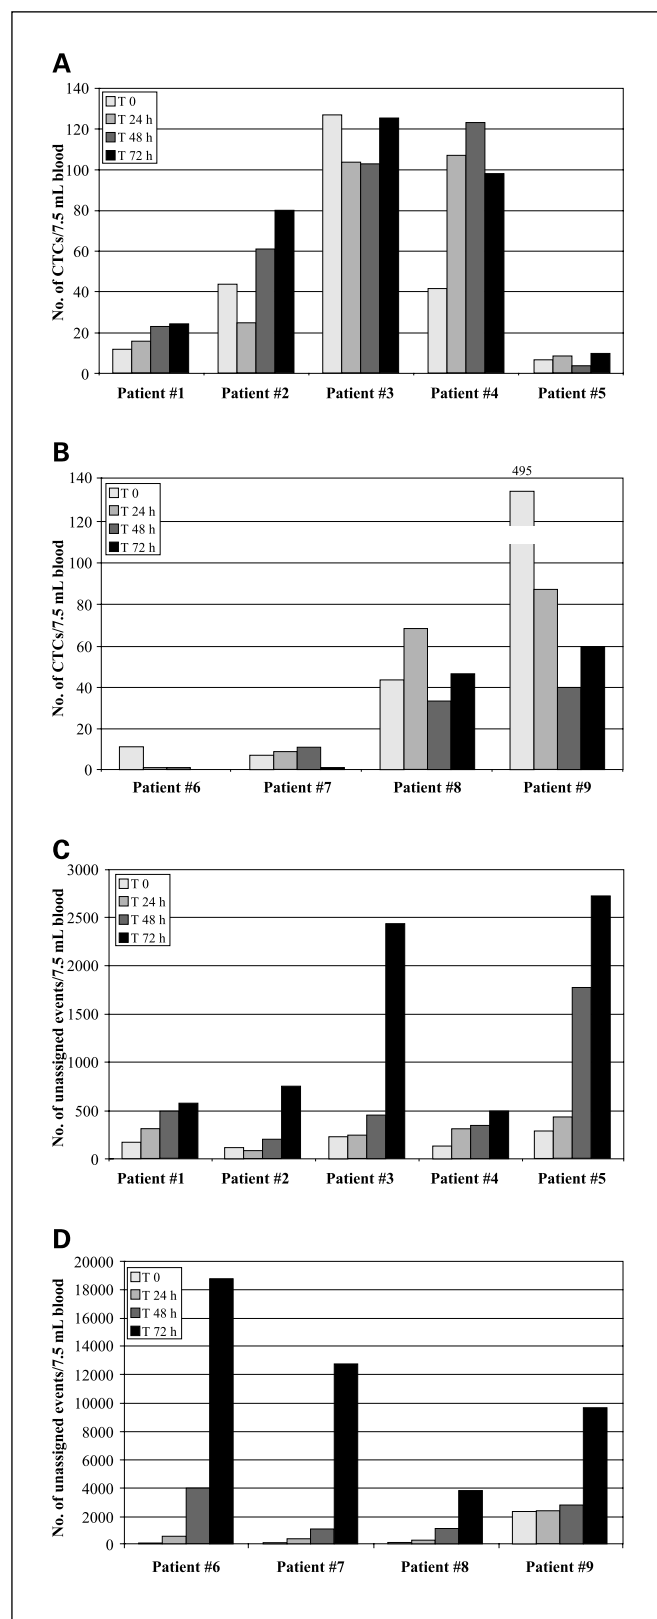 A
No. of CTCs/7.5 mL blood
140
120
100
80
60
40
20
0
T 0
T 24 h
T 48 h
T 72 h
Patient #1 Patient #2 Patient #3 Patient #4 Patient #5
B
No. of CTCs/7.5 mL blood
495
140
120
100
80
60
40
20
0
T 0
T 24 h
T 48 h
T 72 h
Patient #6 Patient #7 Patient #8 Patient #9
C
No. of unassigned events/7.5 mL blood
3000
2500
2000
1500
1000
500
0
T 0
T 24 h
T 48 h
T 72 h
Patient #1 Patient #2 Patient #3 Patient #4 Patient #5
D
No. of unassigned events/7.5 mL blood
20000
18000
16000
14000
12000
10000
8000
6000
4000
2000
0
T 0
T 24 h
T 48 h
T 72 h
Patient #6 Patient #7 Patient #8 Patient #9